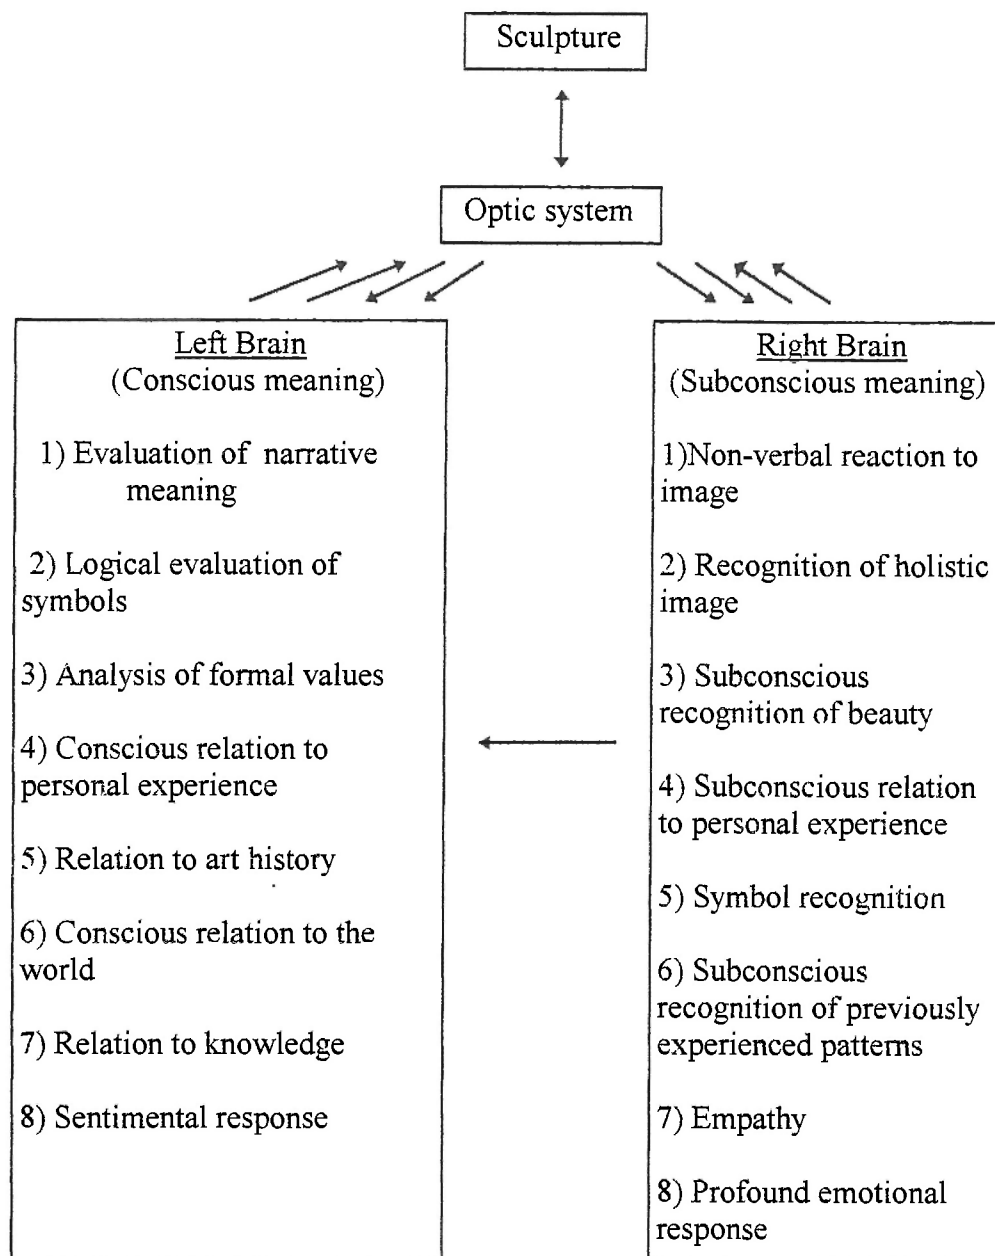 Sculpture
Optic system
Left Brain
(Conscious meaning)
1) Evaluation of narrative
meaning
2) Logical evaluation of
symbols
3) Analysis of formal values
4) Conscious relation to
personal experience
5) Relation to art history
6) Conscious relation to the
world
7) Relation to knowledge
8) Sentimental response
Right Brain
(Subconscious meaning)
1)Non-verbal reaction to
image
2) Recognition of holistic
image
3) Subconscious
recognition of beauty
4) Subconscious relation
to personal experience
5) Symbol recognition
6) Subconscious
recognition of previously
experienced patterns
7) Empathy
8) Profound emotional
response